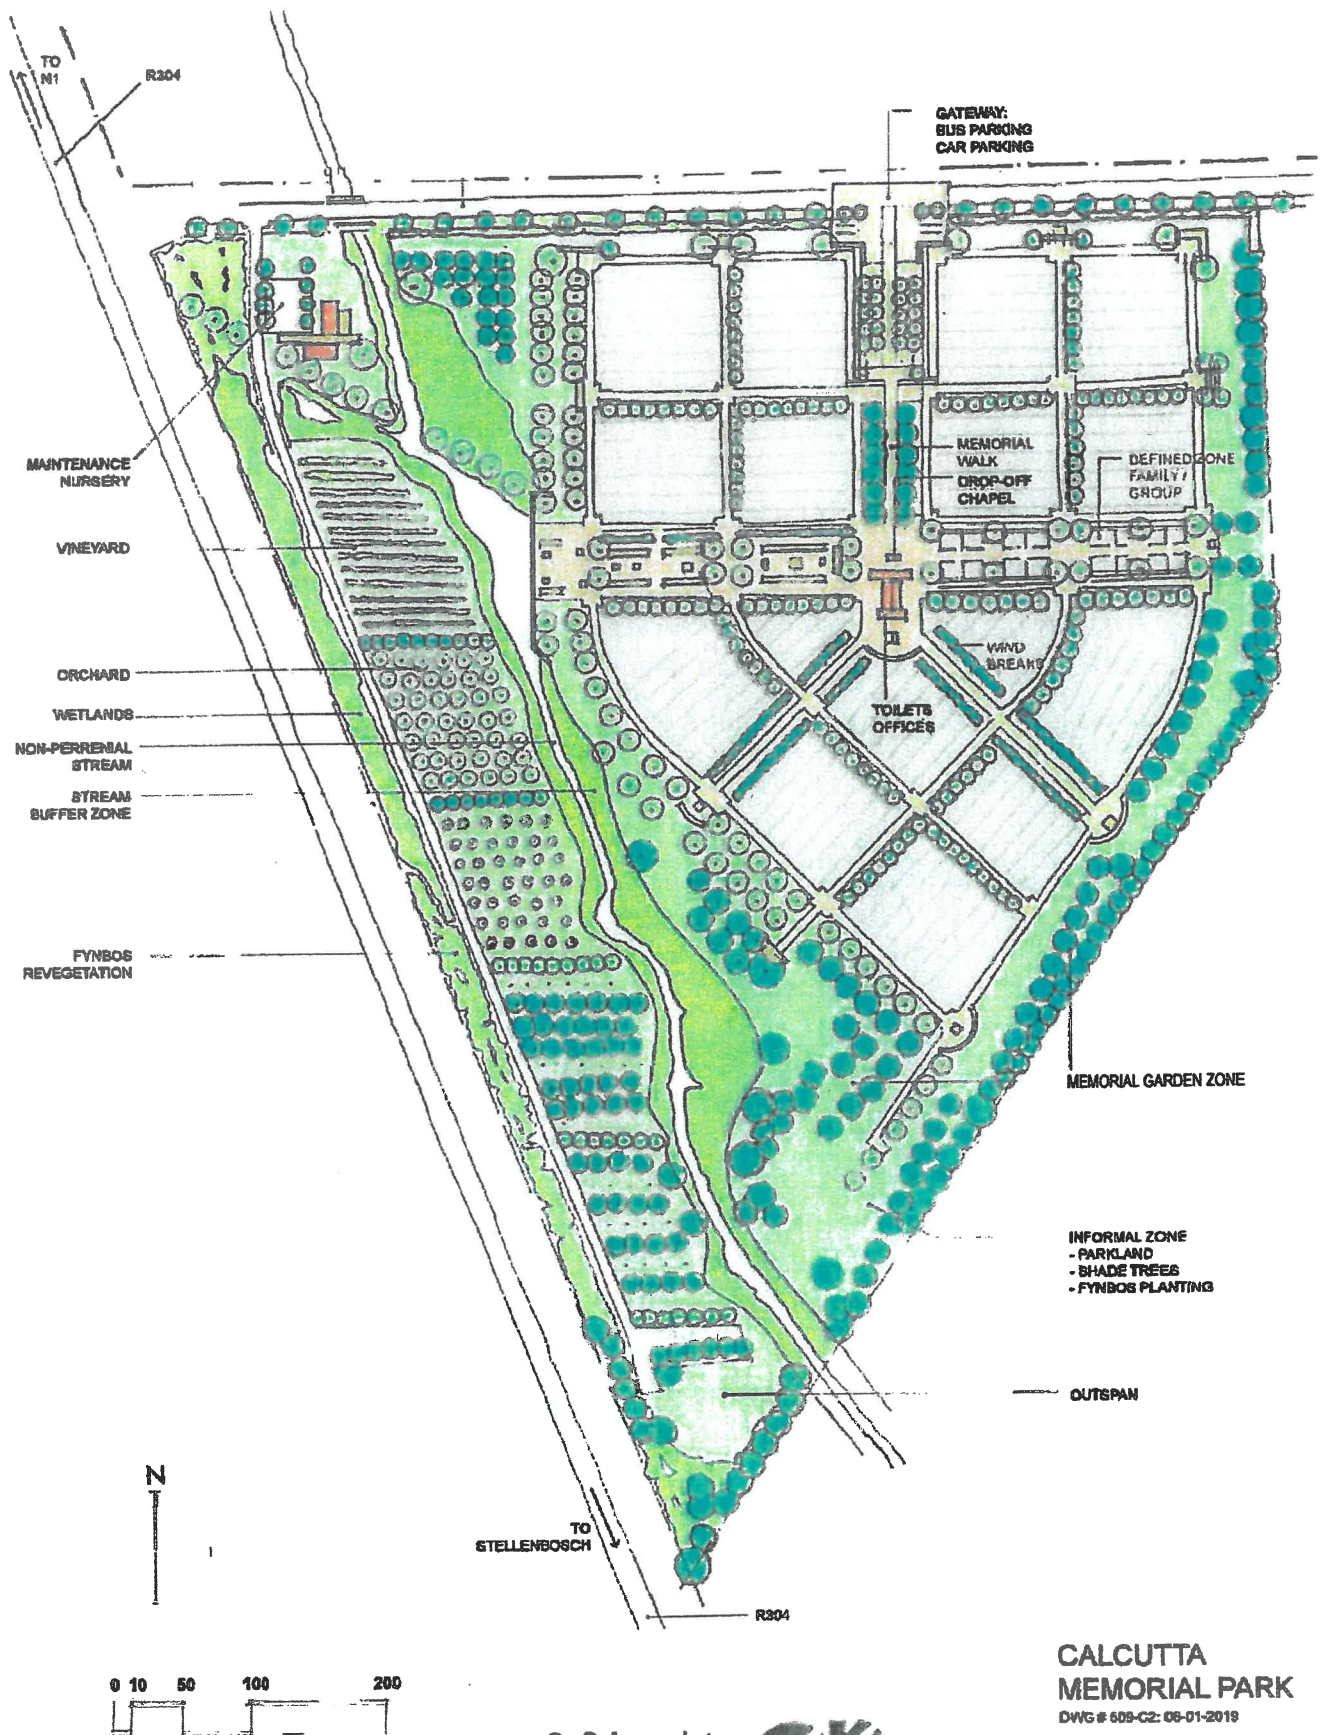 TO
N1
R304
GATEWAY:
BUS PARKING
CAR PARKING
MAINTENANCE
NURSERY
MEMORIAL
WALK
DROP-OFF
CHAPEL
DEFINED ZONE
FAMILY /
GROUP
VINEYARD
WIND
BREAKS
ORCHARD
WETLANDS
TOILETS
OFFICES
NON-PERRENIAL
STREAM
STREAM
BUFFER ZONE
FYNBOS
REVEGETATION
MEMORIAL GARDEN ZONE
INFORMAL ZONE
- PARKLAND
- SHADE TREES
- FYNBOS PLANTING
OUTSPAN
N
TO
STELLENBOSCH
R304
0 10 50 100 200
CALCUTTA
MEMORIAL PARK
DWG # 509-C2: 06-01-2019